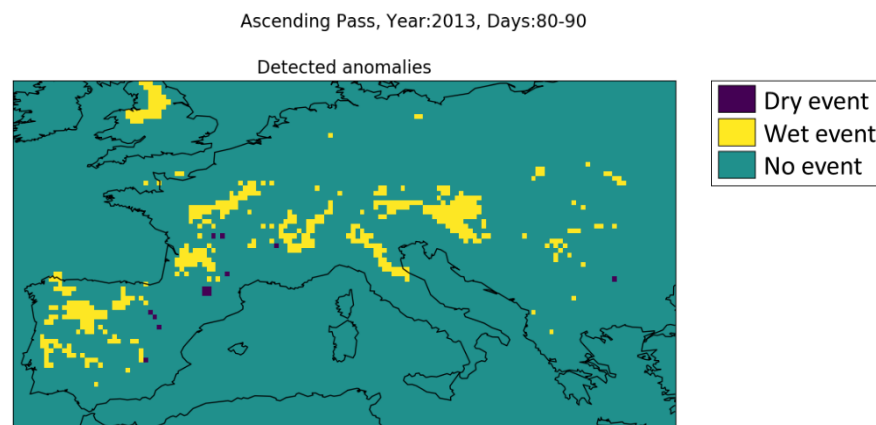 Ascending Pass, Year:2013, Days:80-90
Detected anomalies
Dry event
Wet event
No event